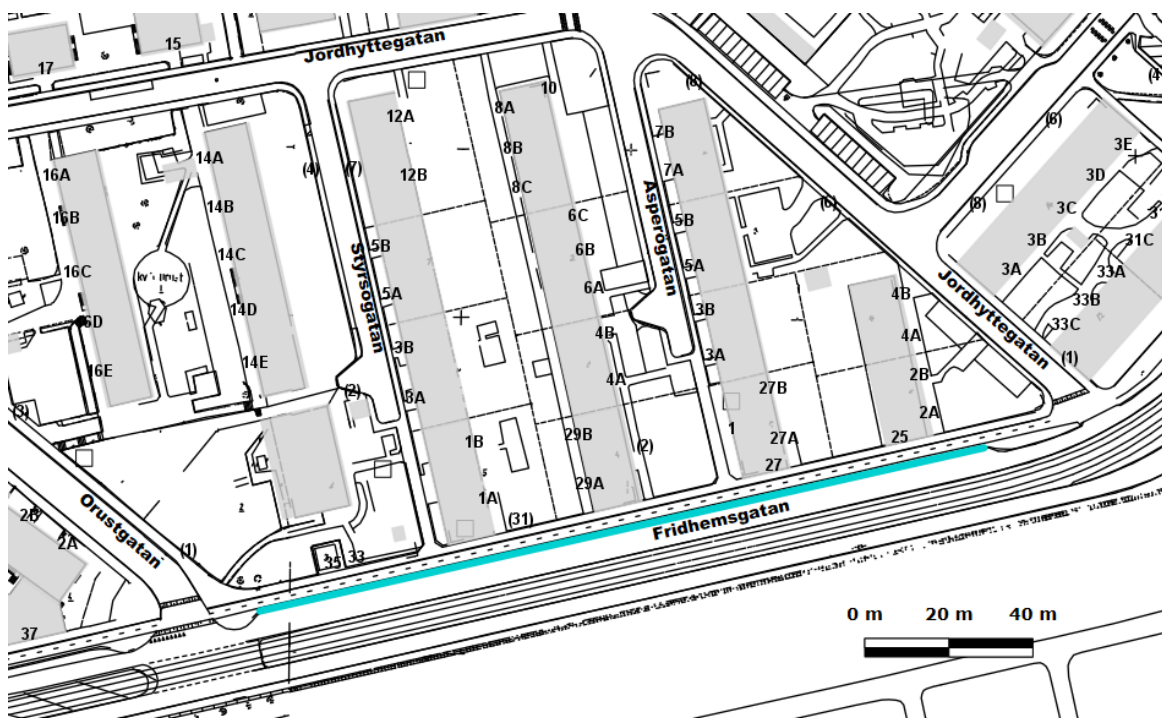 15
17
Jordhyttegatan
10
12A
8A
(8)
(4
(6)
7B
3E
14A
8B
16A
(4)
(7)
12B
7A
3D
8C
14B
16B
6C
5B
Asperögatan
(6)
3C
(8)
14C
5B
6B
3B
31C
16C
Styrsögatan
5A
3A
33A
6A
5A
4B
Jordhyttegatan
33B
14D
3B
6D
4B
4A
33C
3B
14E
3A
(1)
16E
4A
2B
(2)
3A
27B
(3)
2A
1B
29B
(2)
1
27A
25
27
29A
1A
Orustgatan
(31)
Fridhemsgatan
2B
2A
(1)
35
33
37
0 m 20 m 40 m